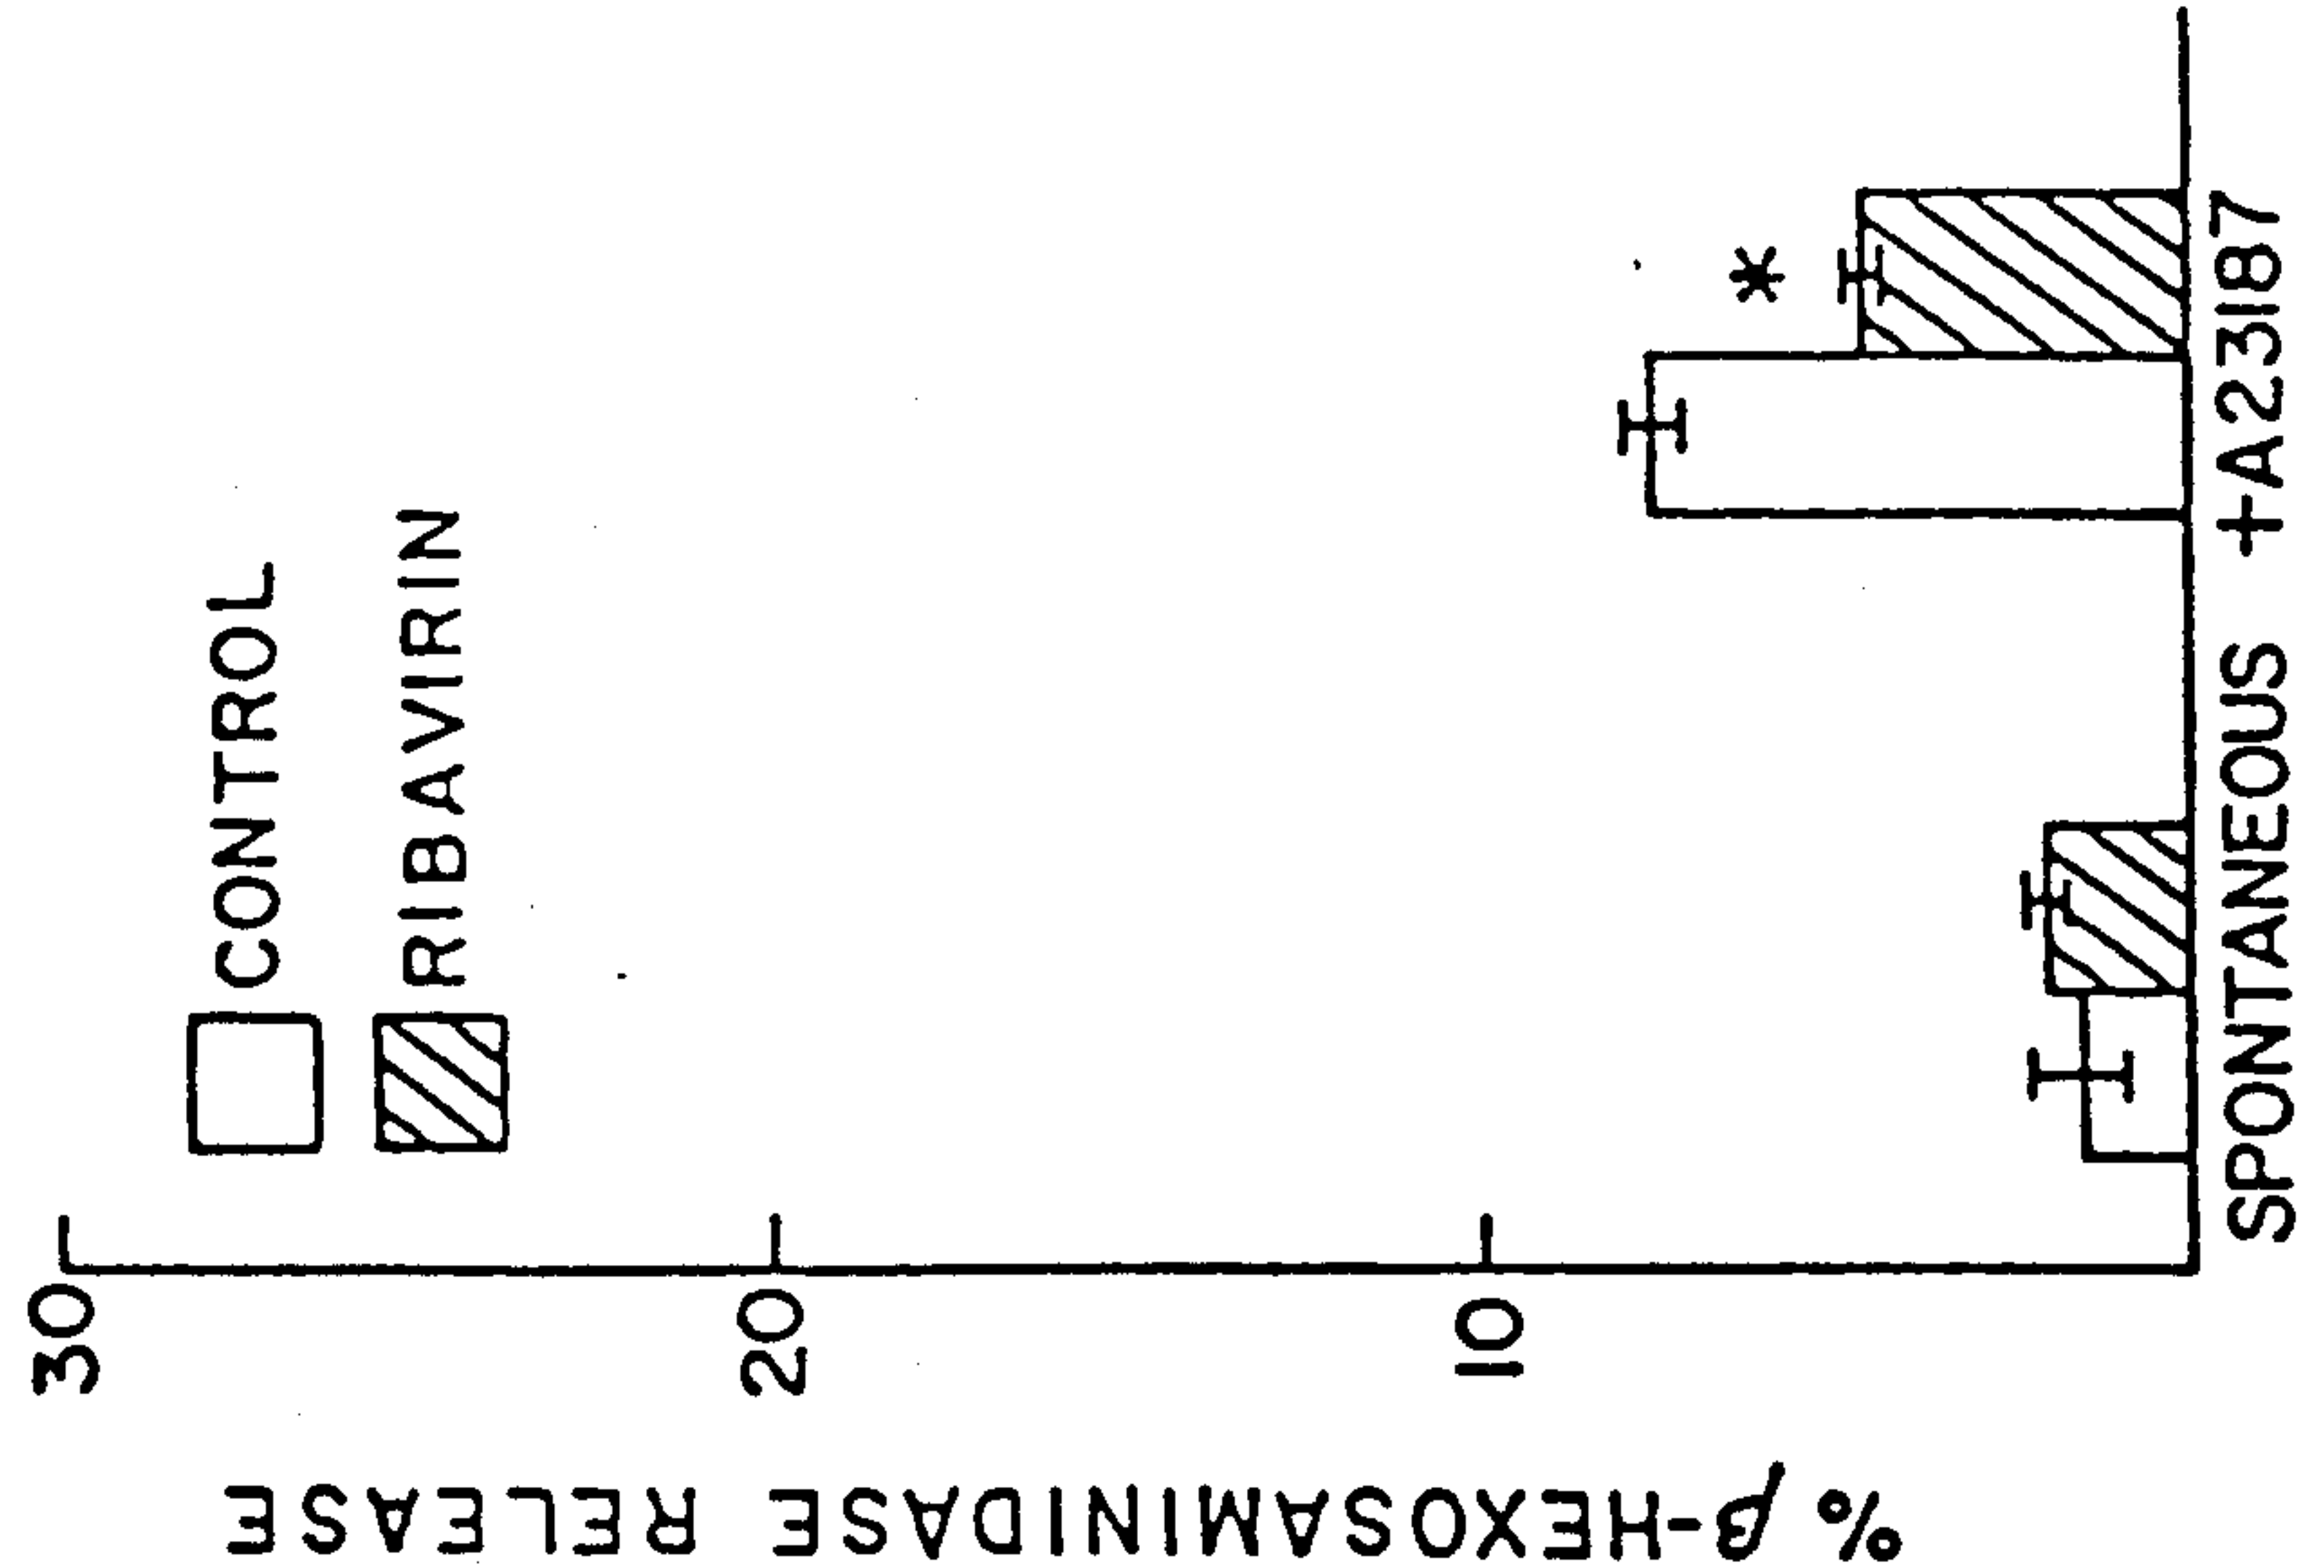 CONTROL
RIBAVIRIN
30
20
10
% β-HEXOSAMINIDASE RELEASE
*
SPONTANEOUS +A23187